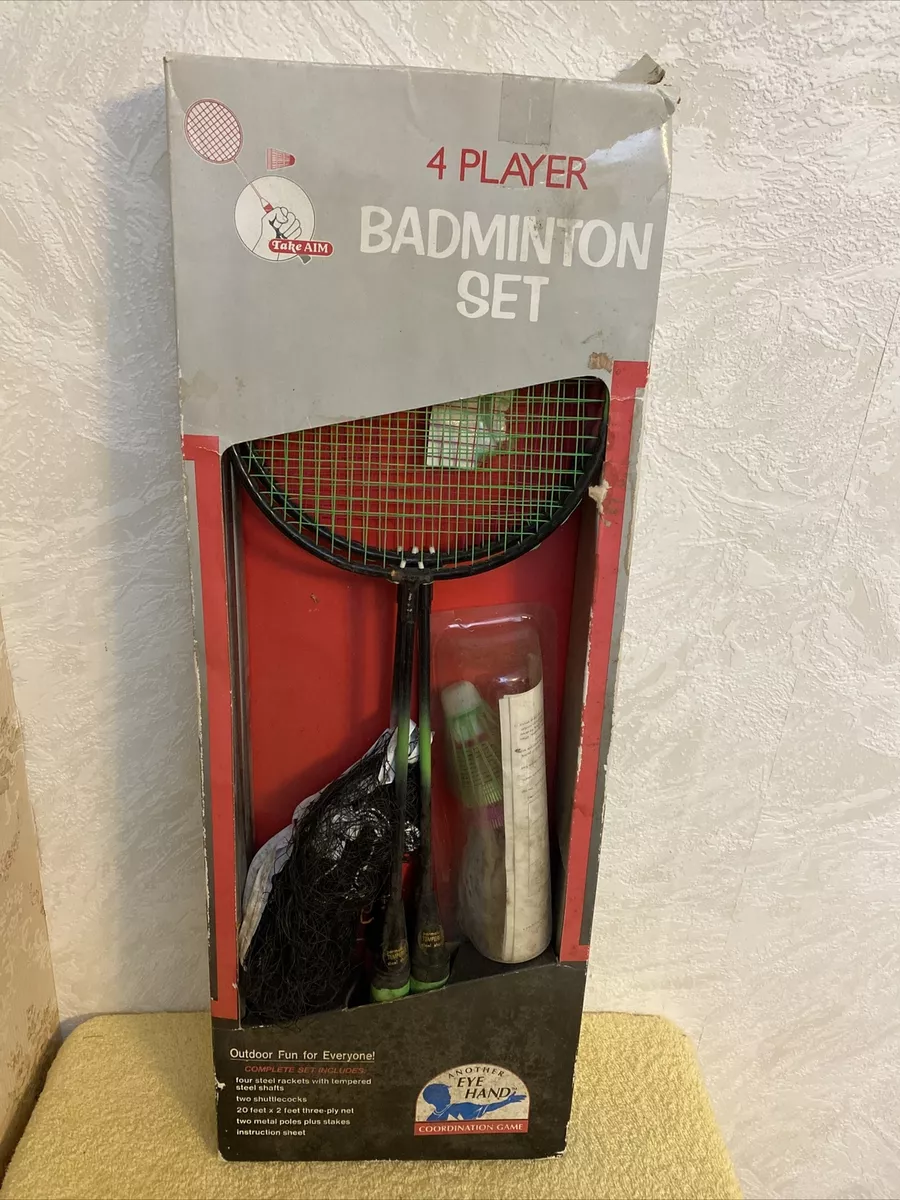 4 PLAYER
BADMINTON
SET
Take AIM
Outdoor Fun for Everyone!
COMPLETE SET INCLUDES:
four steel rackets with tempered
steel shafts
two shuttlecocks
20 feet x 2 feet three-ply net
two metal poles plus stakes
instruction sheet
ANOTHER
EYE
HAND
COORDINATION GAME